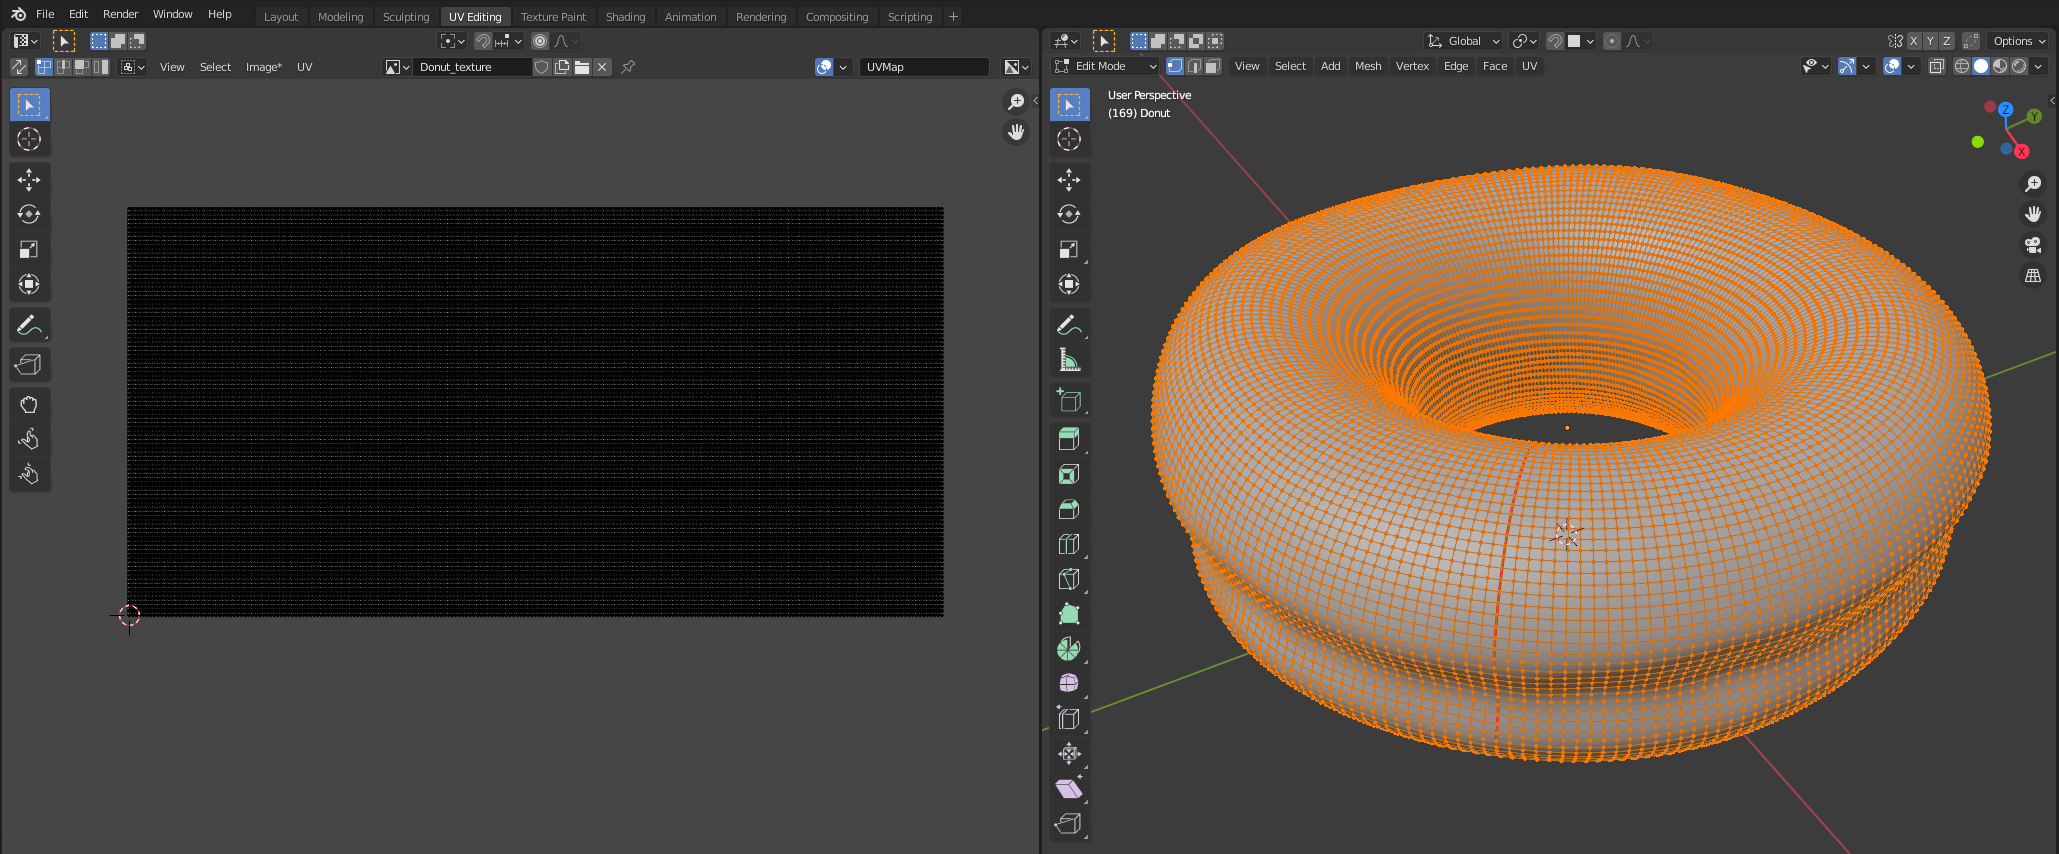 File Edit Render Window Help Layout Modeling Sculpting UV Editing Texture Paint Shading Animation Rendering Compositing Scripting +
Global X Y Z Options
View Select Image* UV Donut_texture UVMap
Edit Mode View Select Add Mesh Vertex Edge Face UV
User Perspective
(169) Donut
Z
Y
X